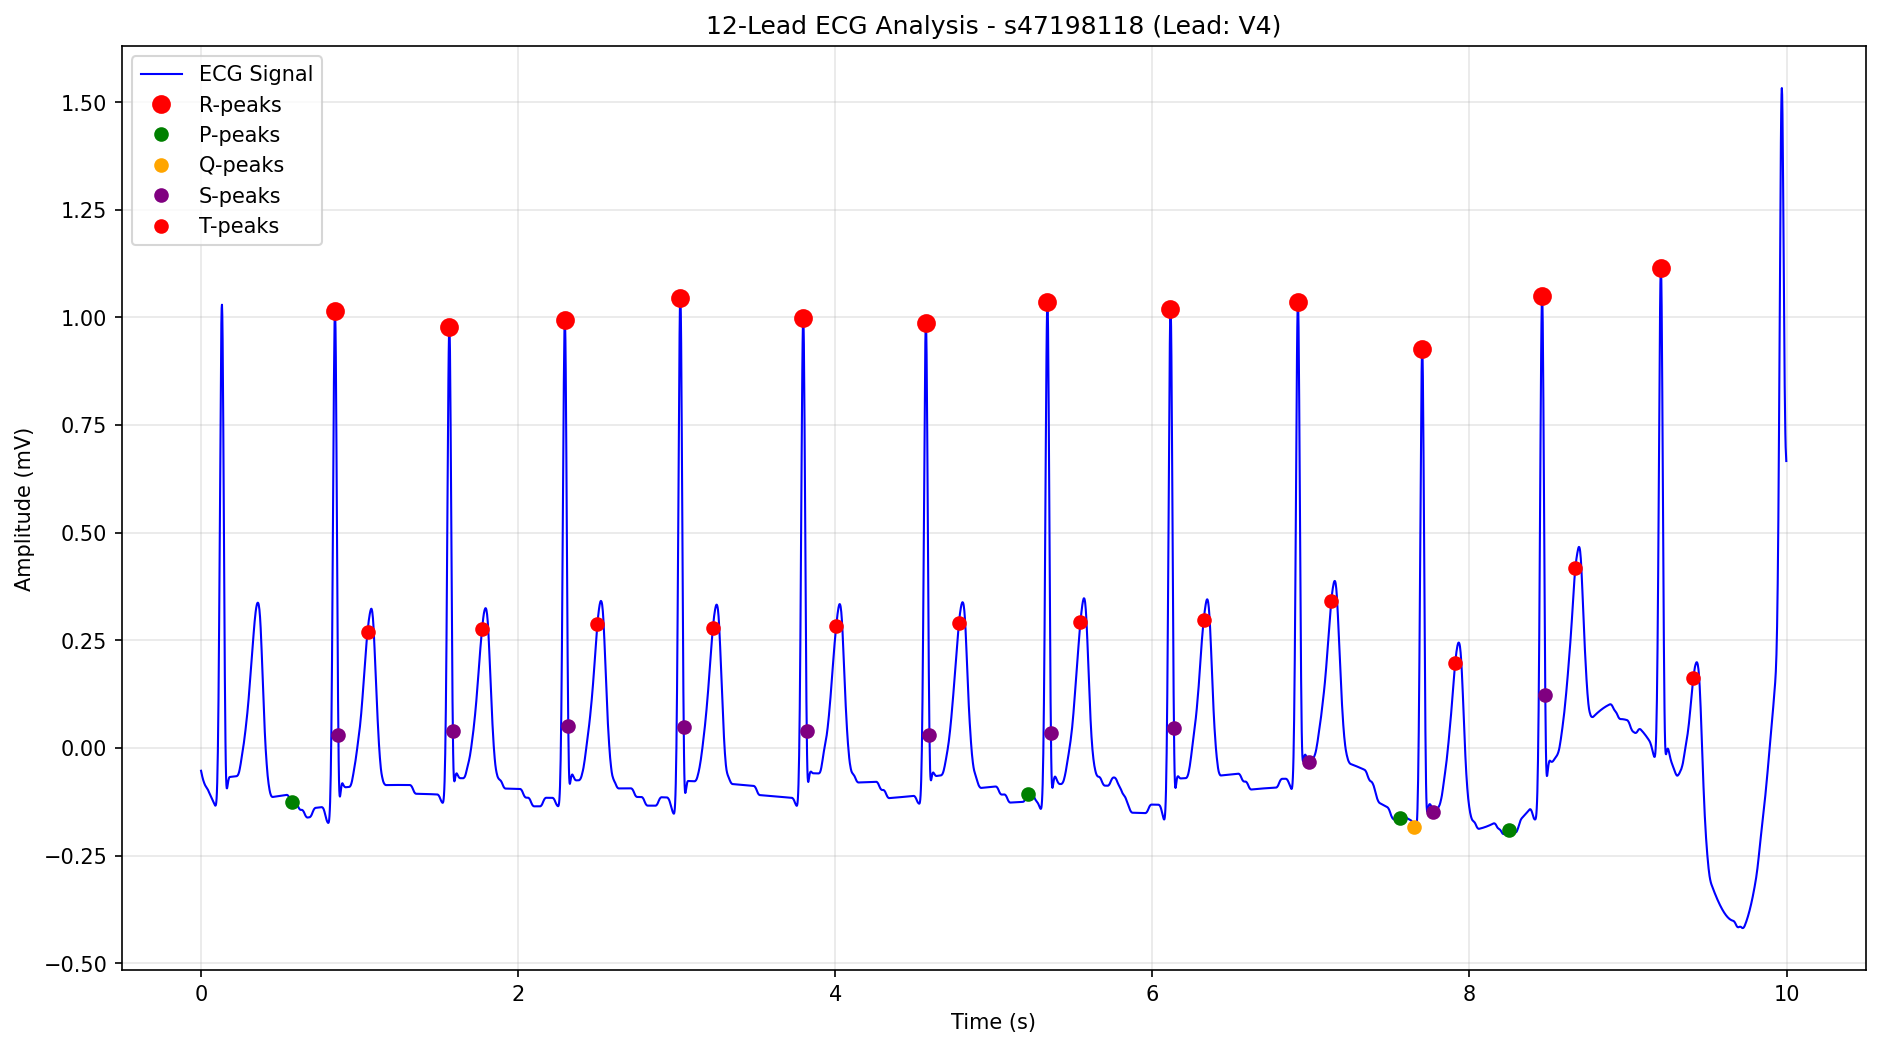 12-Lead ECG Analysis - s47198118 (Lead: V4)
ECG Signal
R-peaks
P-peaks
Q-peaks
S-peaks
T-peaks
Amplitude (mV)
1.50
1.25
1.00
0.75
0.50
0.25
0.00
−0.25
−0.50
0 2 4 6 8 10
Time (s)